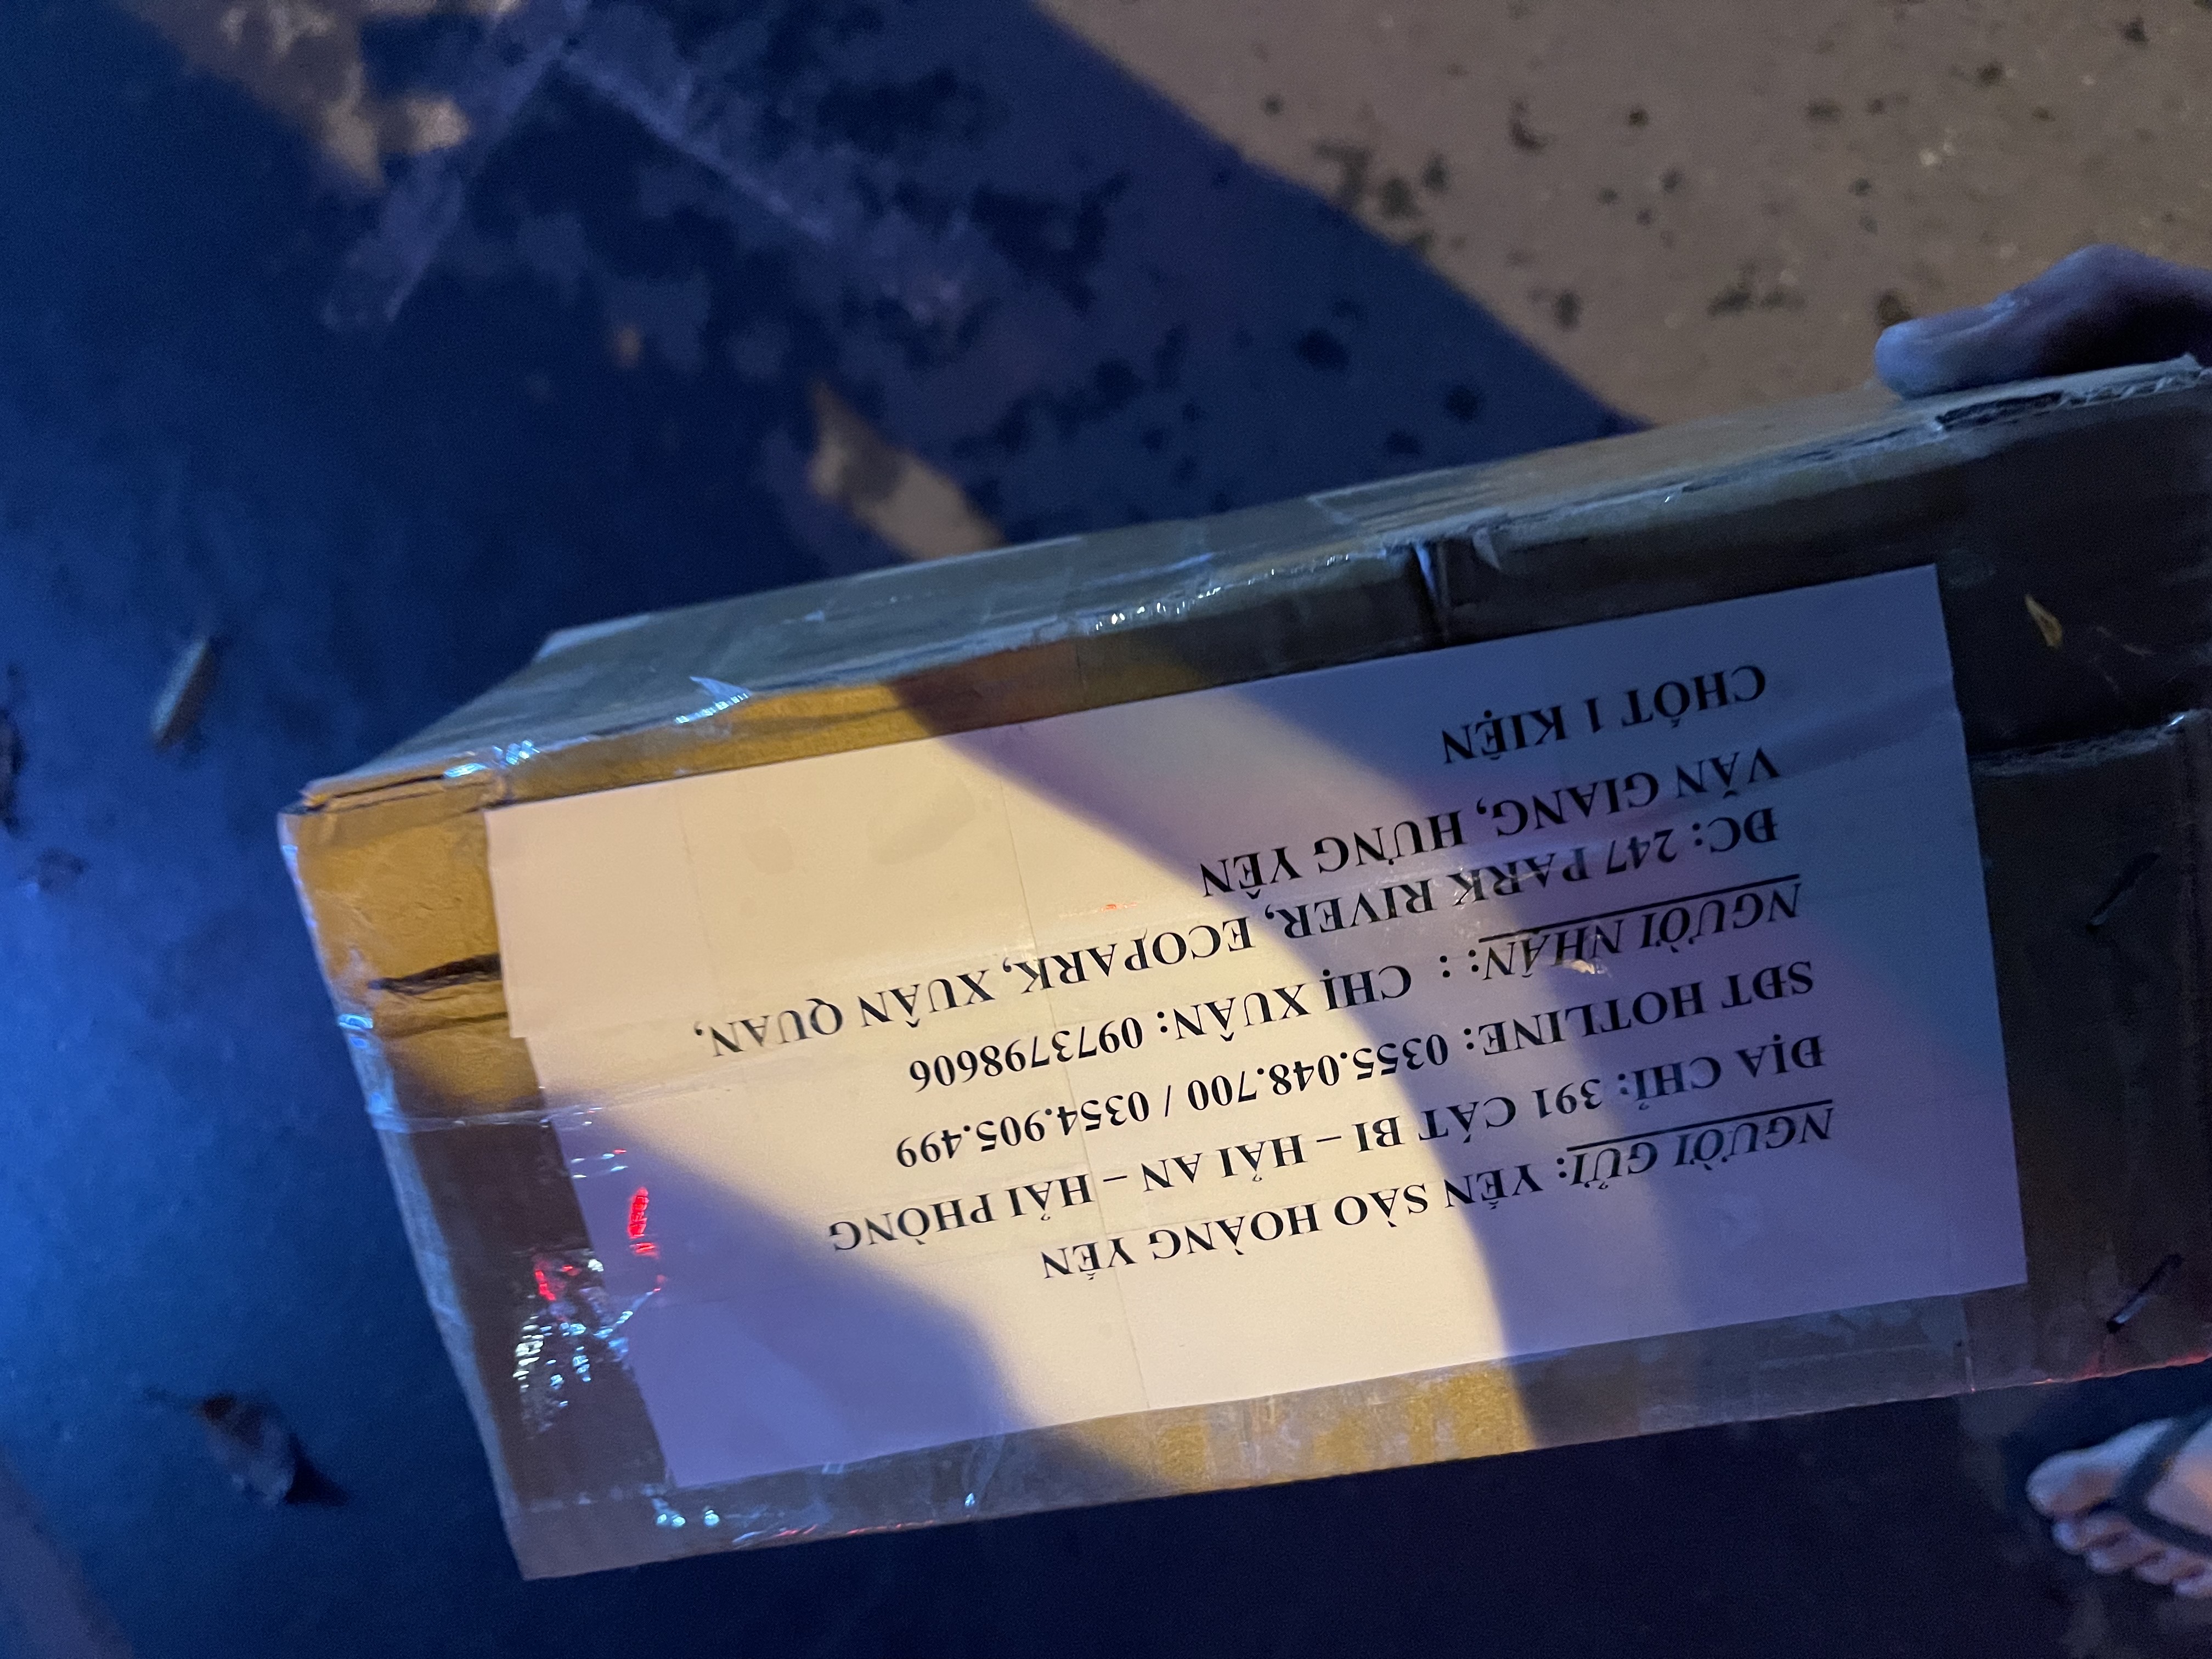 NGƯỜI GỬI: YẾN SÀO HOÀNG YẾN
ĐỊA CHỈ: 391 CÁT BI – HẢI AN – HẢI PHÒNG
SĐT HOTLINE: 0355.048.700 / 0354.905.499
NGƯỜI NHẬN: : CHỊ XUÂN: 0973798606
ĐC: 247 PARK RIVER, ECOPARK, XUÂN QUAN,
VĂN GIANG, HƯNG YÊN
CHỐT 1 KIỆN